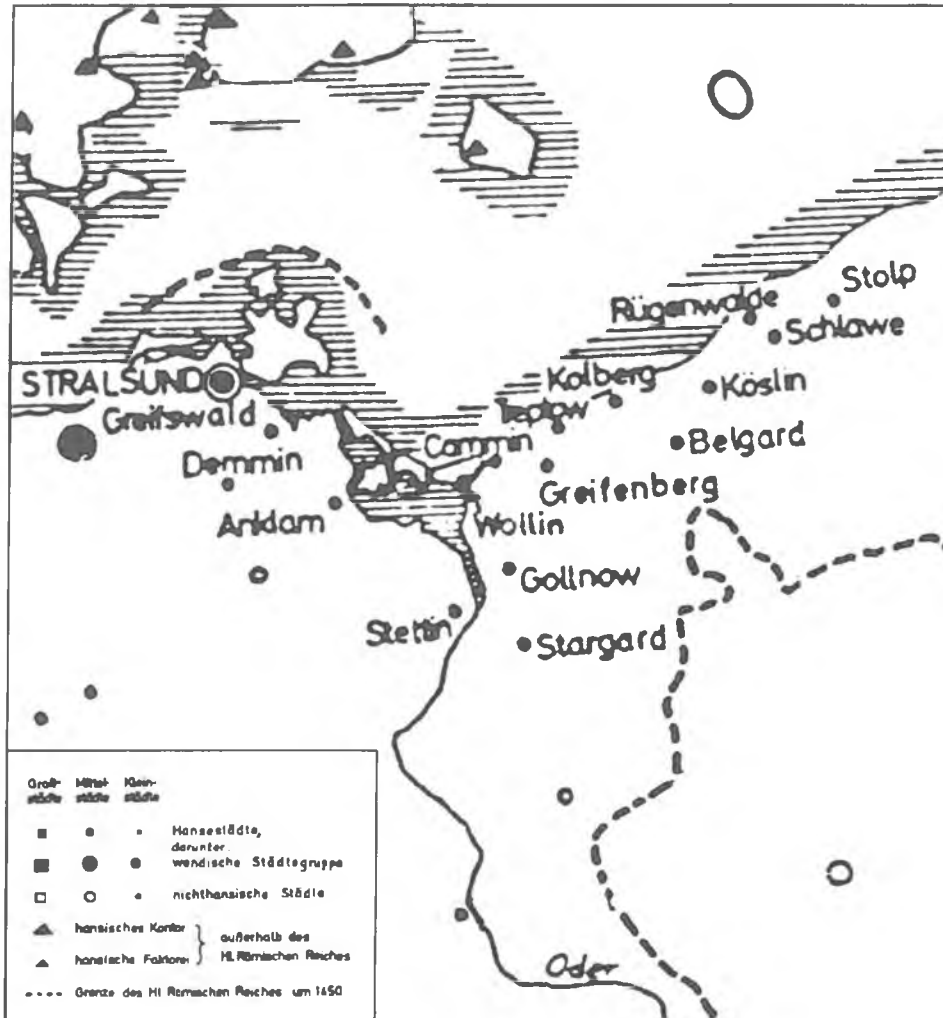 Stolp
Rügenwalde
Schlawe
STRALSUND
Kolberg
Köslin
Greifswald
Cammin
Belgard
Demmin
Greifenberg
Anklam
Wollin
Gollnow
Stettin
Stargard
Oder
Groß- Mittel- Klein-
städte städte städte
Hansestädte,
darunter
wendische Städtegruppe
nichthansische Städte
hansisches Kontor
außerhalb des
hansische Faktorei
Hl. Römischen Reiches
Grenze des Hl Römischen Reiches um 1450